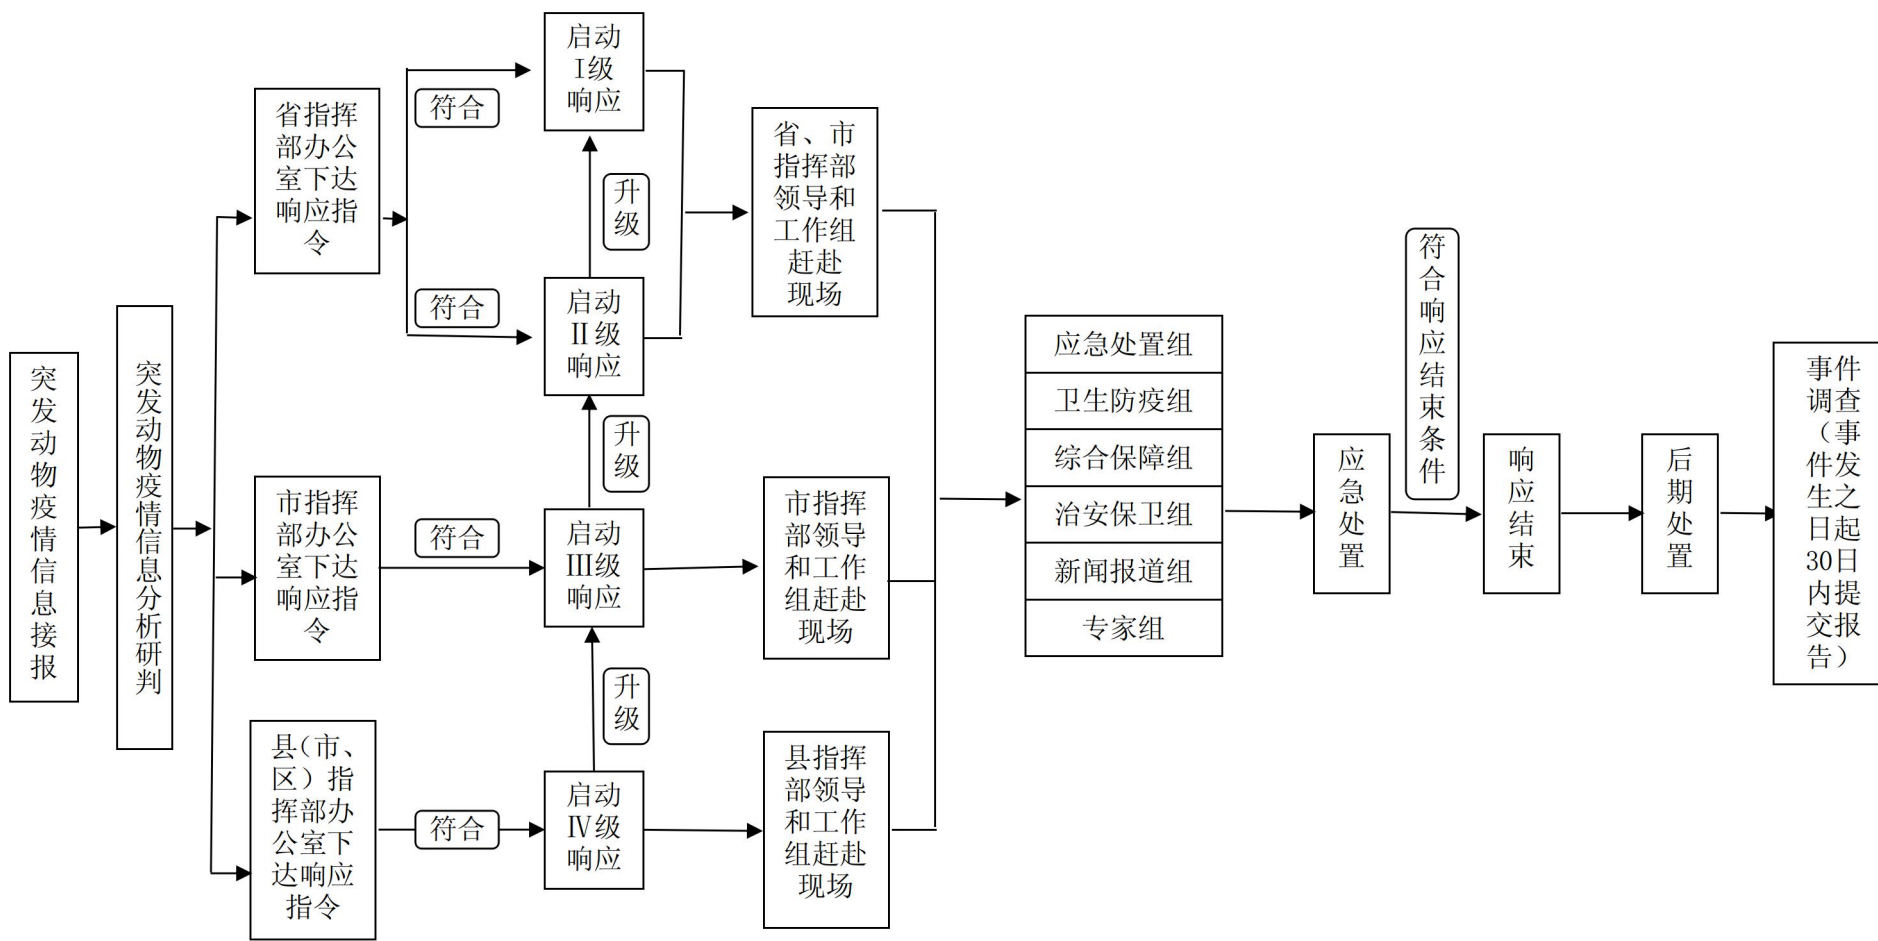 突
发
动
物
疫
情
信
息
接
报
突
发
动
物
疫
情
信
息
分
析
研
判
省指挥
部办公
室下达
响应指
令
市指挥
部办公
室下达
响应指
令
县(市、
区）指
挥部办
公室下
达响应
指令
符合
符合
符合
符合
启动
I级
响应
升
级
启动
Ⅱ级
响应
升
级
启动
Ⅲ级
响应
升
级
启动
Ⅳ级
响应
省、市
指挥部
领导和
工作组
赶赴
现场
市指挥
部领导
和工作
组赶赴
现场
县指挥
部领导
和工作
组赶赴
现场
应急处置组
卫生防疫组
综合保障组
治安保卫组
新闻报道组
专家组
应
急
处
置
符
合
响
应
结
束
条
件
响
应
结
束
后
期
处
置
事件
调查
（事
件发
生之
日起
30日
内提
交报
告）